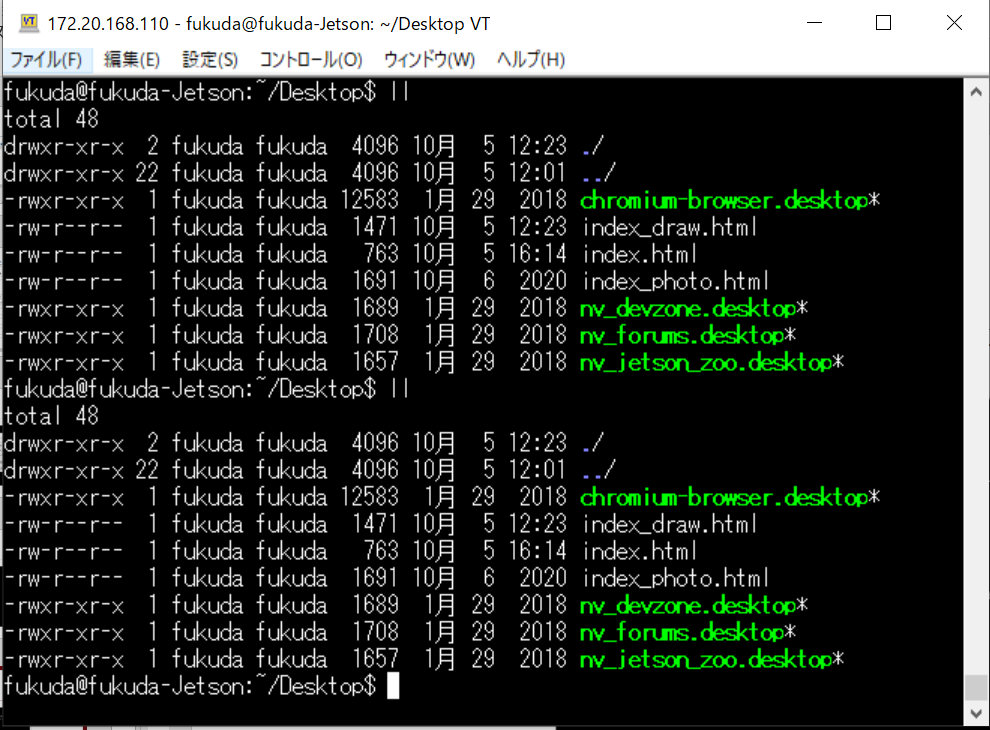 172.20.168.110 - fukuda@fukuda-Jetson: ~/Desktop VT
ファイル(F) 編集(E) 設定(S) コントロール(O) ウィンドウ(W) ヘルプ(H)
fukuda@fukuda-Jetson:~/Desktop$ ll
total 48
drwxr-xr-x  2 fukuda fukuda  4096 10月  5 12:23 ./
drwxr-xr-x 22 fukuda fukuda  4096 10月  5 12:01 ../
-rwxr-xr-x  1 fukuda fukuda 12583  1月 29  2018 chromium-browser.desktop*
-rw-r--r--  1 fukuda fukuda  1471 10月  5 12:23 index_draw.html
-rw-r--r--  1 fukuda fukuda   763 10月  5 16:14 index.html
-rw-r--r--  1 fukuda fukuda  1691 10月  6  2020 index_photo.html
-rwxr-xr-x  1 fukuda fukuda  1689  1月 29  2018 nv_devzone.desktop*
-rwxr-xr-x  1 fukuda fukuda  1708  1月 29  2018 nv_forums.desktop*
-rwxr-xr-x  1 fukuda fukuda  1657  1月 29  2018 nv_jetson_zoo.desktop*
fukuda@fukuda-Jetson:~/Desktop$ ll
total 48
drwxr-xr-x  2 fukuda fukuda  4096 10月  5 12:23 ./
drwxr-xr-x 22 fukuda fukuda  4096 10月  5 12:01 ../
-rwxr-xr-x  1 fukuda fukuda 12583  1月 29  2018 chromium-browser.desktop*
-rw-r--r--  1 fukuda fukuda  1471 10月  5 12:23 index_draw.html
-rw-r--r--  1 fukuda fukuda   763 10月  5 16:14 index.html
-rw-r--r--  1 fukuda fukuda  1691 10月  6  2020 index_photo.html
-rwxr-xr-x  1 fukuda fukuda  1689  1月 29  2018 nv_devzone.desktop*
-rwxr-xr-x  1 fukuda fukuda  1708  1月 29  2018 nv_forums.desktop*
-rwxr-xr-x  1 fukuda fukuda  1657  1月 29  2018 nv_jetson_zoo.desktop*
fukuda@fukuda-Jetson:~/Desktop$